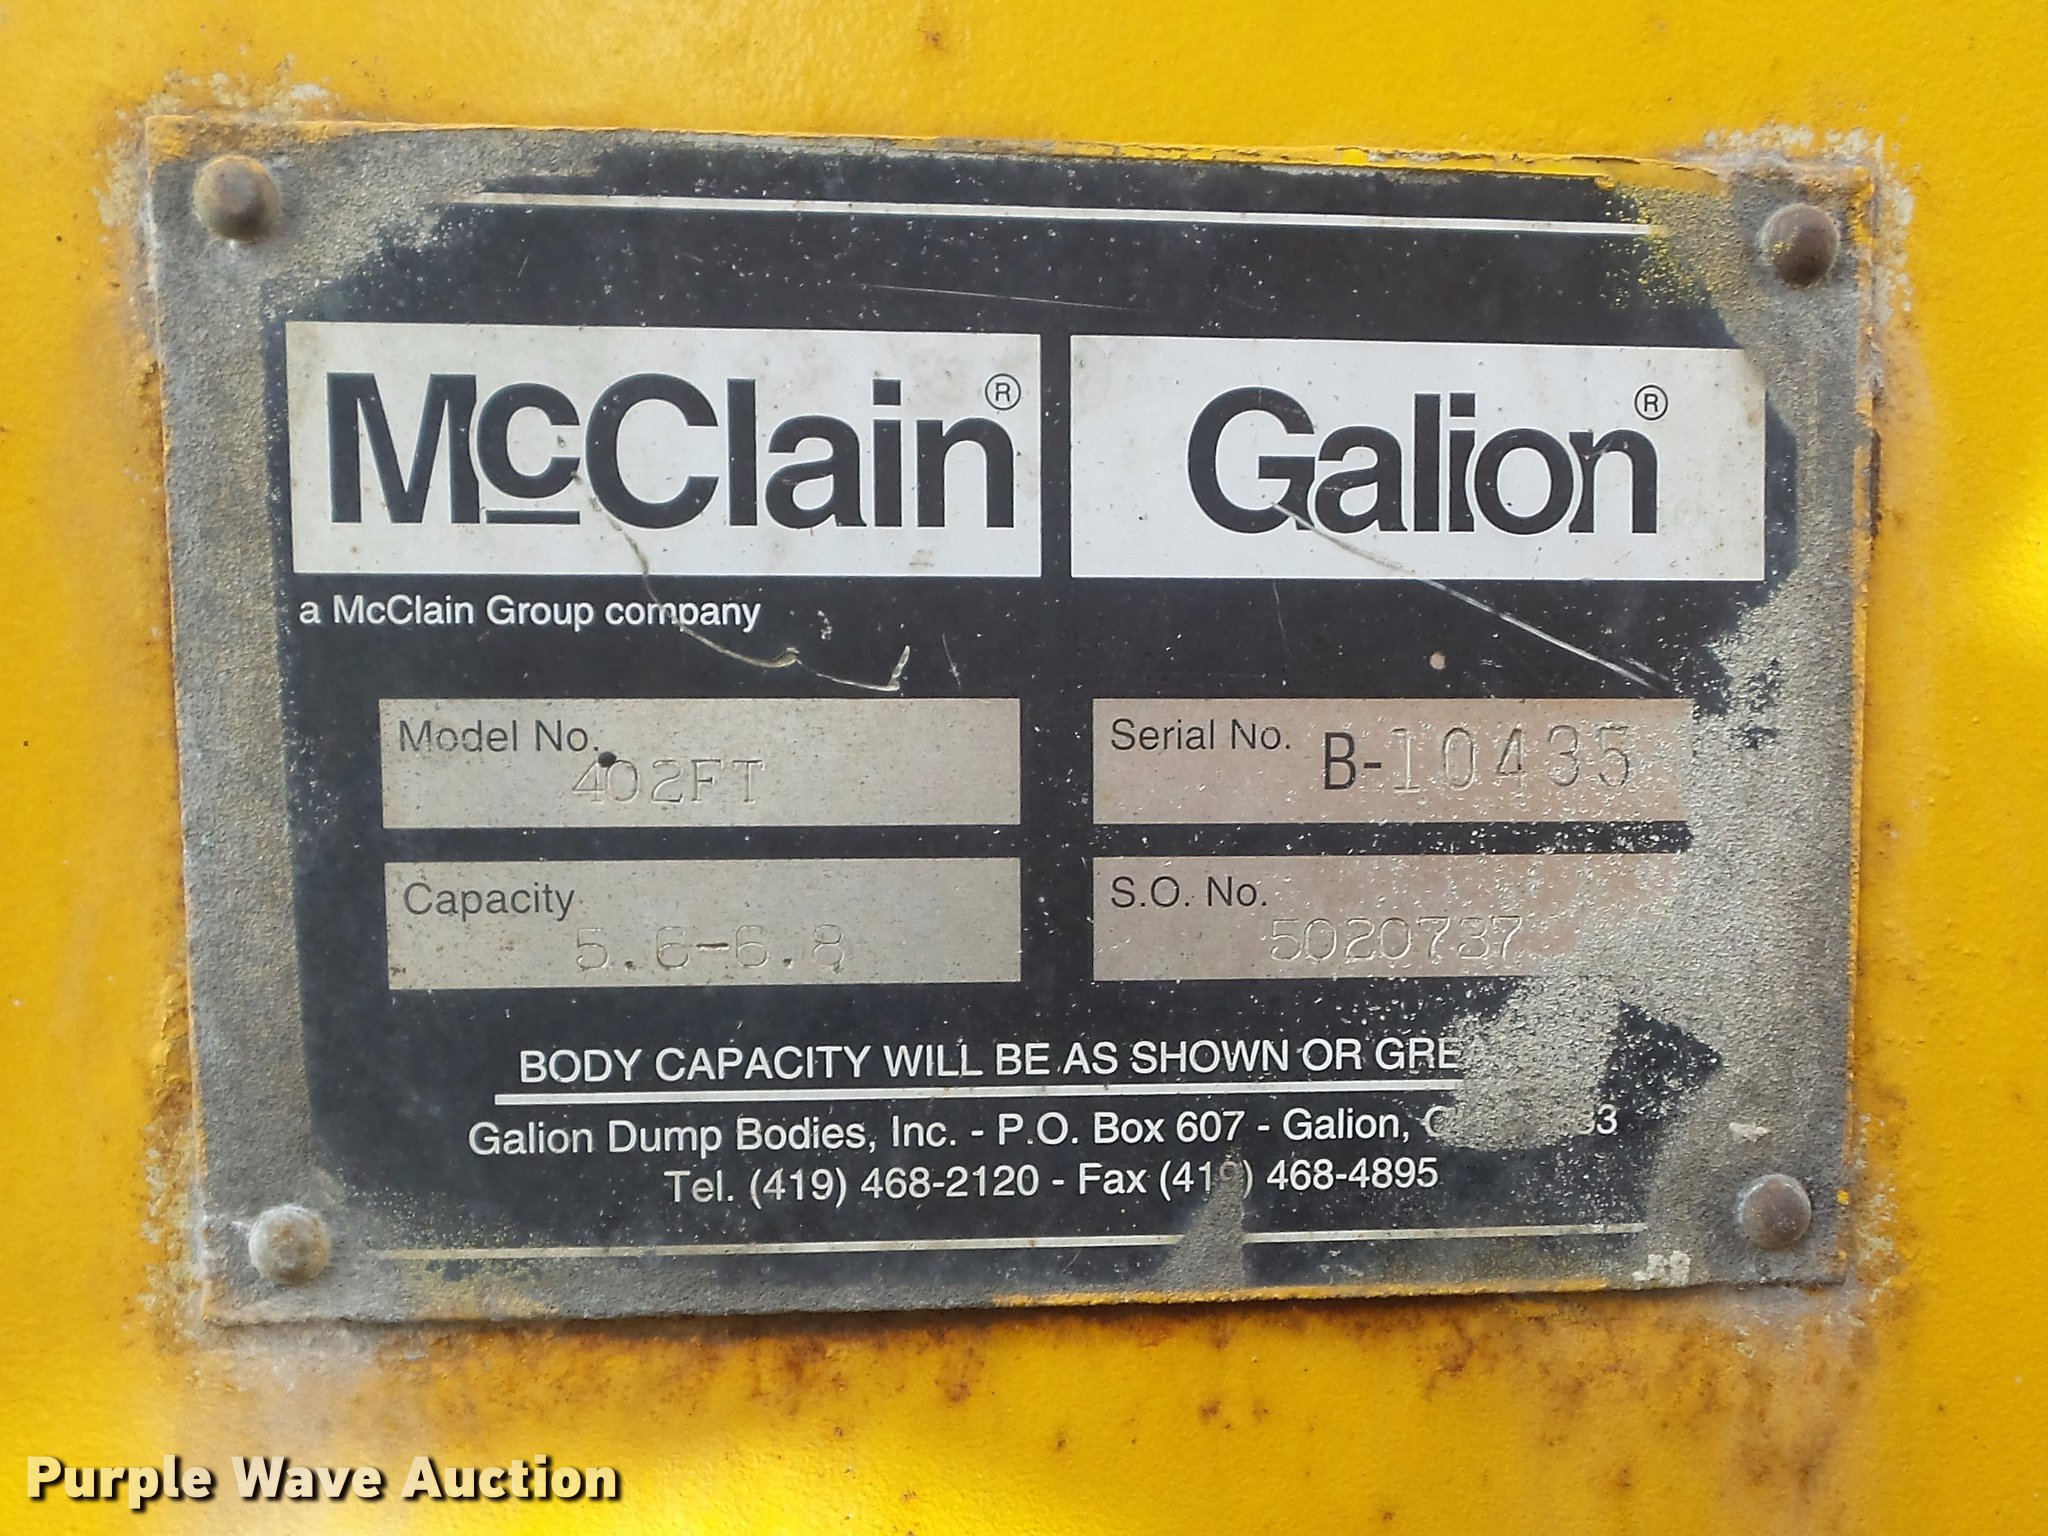 McClain® Galion®
a McClain Group company
Model No. 402FT
Serial No. B-10435
Capacity 5.6-6.8
S.O. No. 5020737
BODY CAPACITY WILL BE AS SHOWN OR
Galion Dump Bodies, Inc. - P.O. Box 607 - Galion,
Tel. (419) 468-2120 - Fax (419) 468-4895
Purple Wave Auction